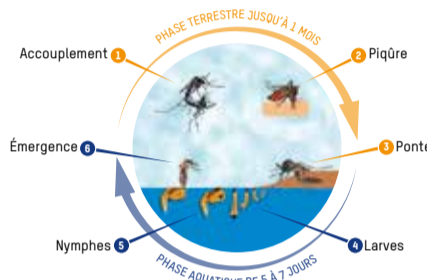 PHASE TERRESTRE JUSQU'À 1 MOIS
Accouplement 1
2 Piqûre
Émergence 6
3 Ponte
Nymphes 5
4 Larves
PHASE AQUATIQUE DE 5 À 7 JOURS